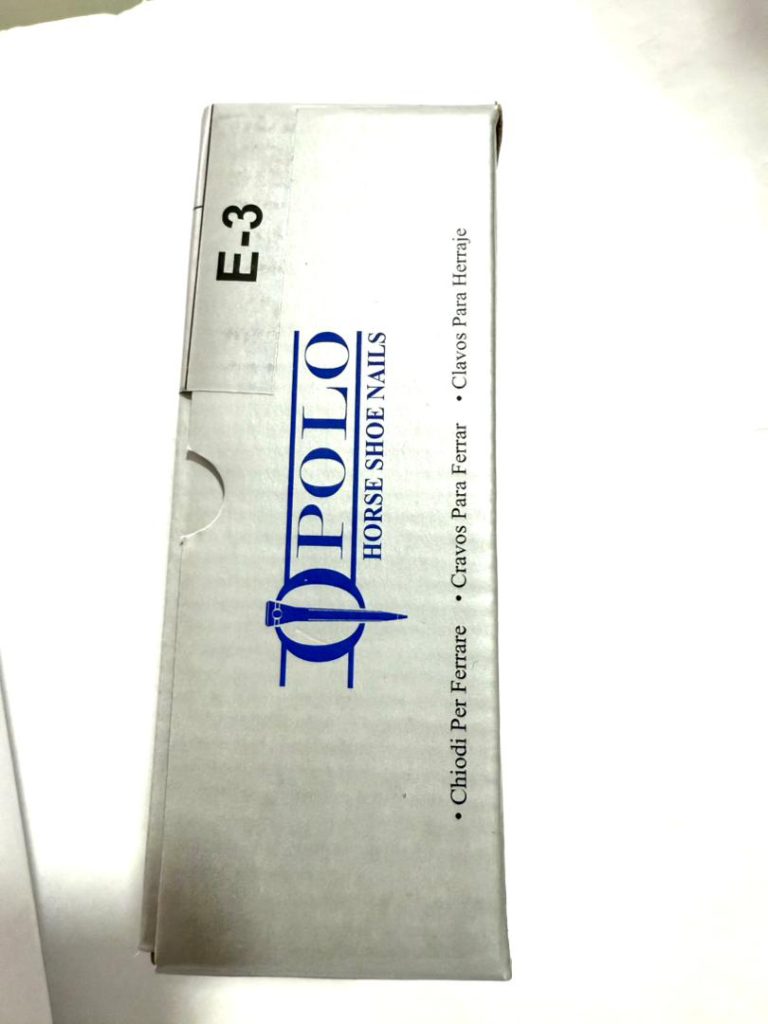 E-3
POLO
HORSE SHOE NAILS
• Chiodi Per Ferrare • Cravos Para Ferrar • Clavos Para Herraje